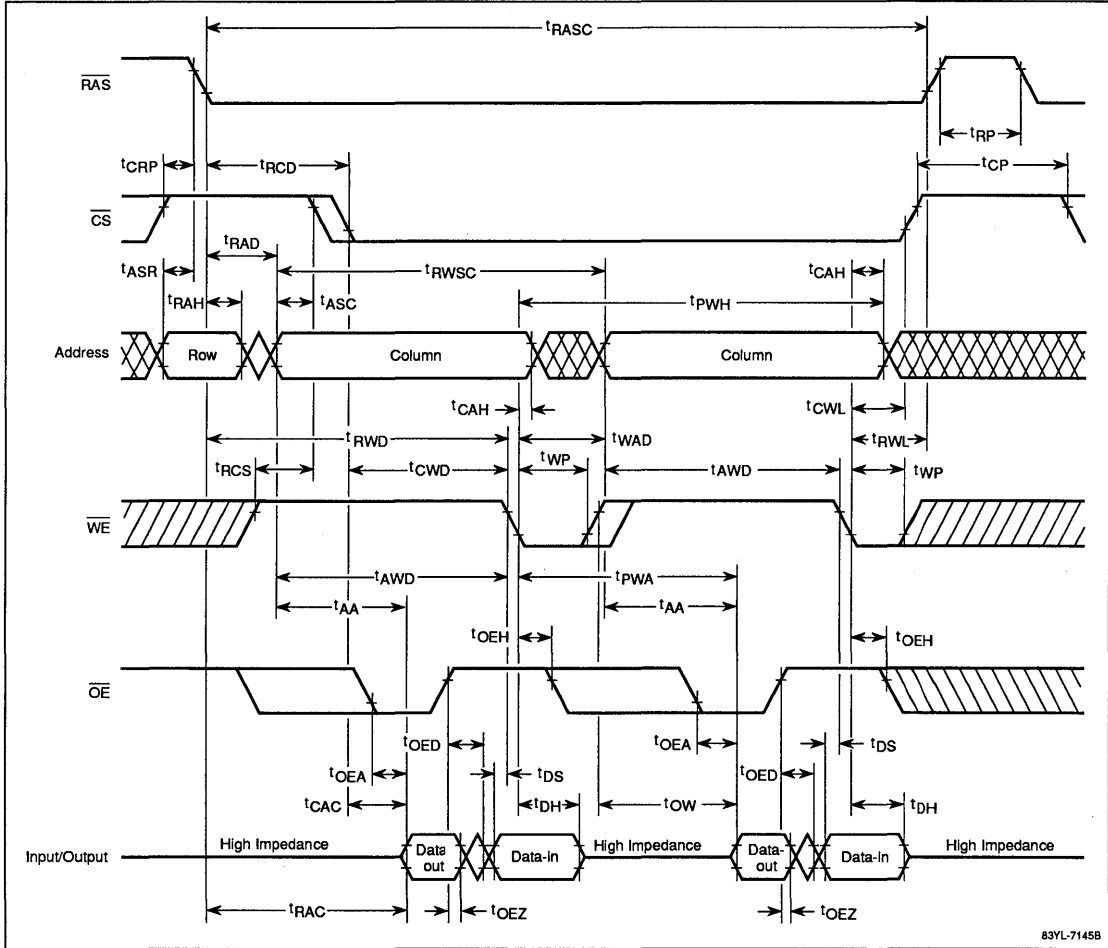 tRASC
RAS
tRP
tCRP
tRCD
tCP
CS
tRAD
tASR
tRWSC
tCAH
tRAH
tASC
tPWH
Address
Row
Column
Column
tCAH
tCWL
tRWD
tWAD
tRWL
tRCS
tCWD
tWP
tAWD
tWP
WE
tAWD
tPWA
tAA
tAA
tOEH
tOEH
OE
tOED
tOEA
tDS
tOEA
tDS
tOED
tCAC
tDH
tOW
tDH
Input/Output
High Impedance
Data out
Data-in
High Impedance
Data-out
Data-in
High Impedance
tRAC
tOEZ
tOEZ
83YL-7145B